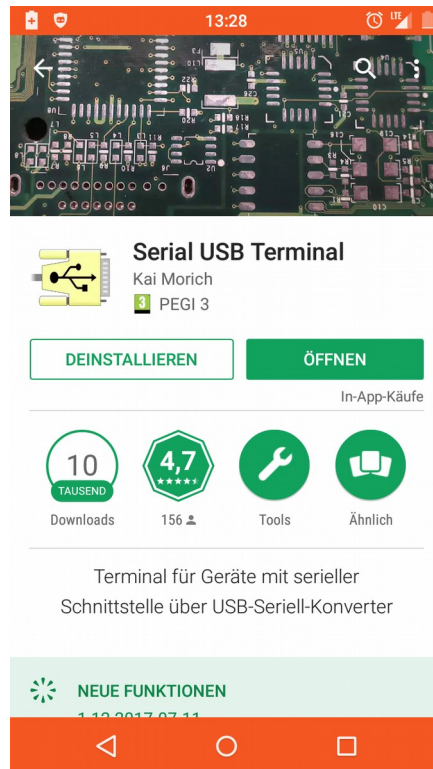 13:28
LTE
Serial USB Terminal
Kai Morich
3 PEGI 3
DEINSTALLIEREN
ÖFFNEN
In-App-Käufe
10
TAUSEND
4,7
Downloads
156
Tools
Ähnlich
Terminal für Geräte mit serieller
Schnittstelle über USB-Seriell-Konverter
NEUE FUNKTIONEN